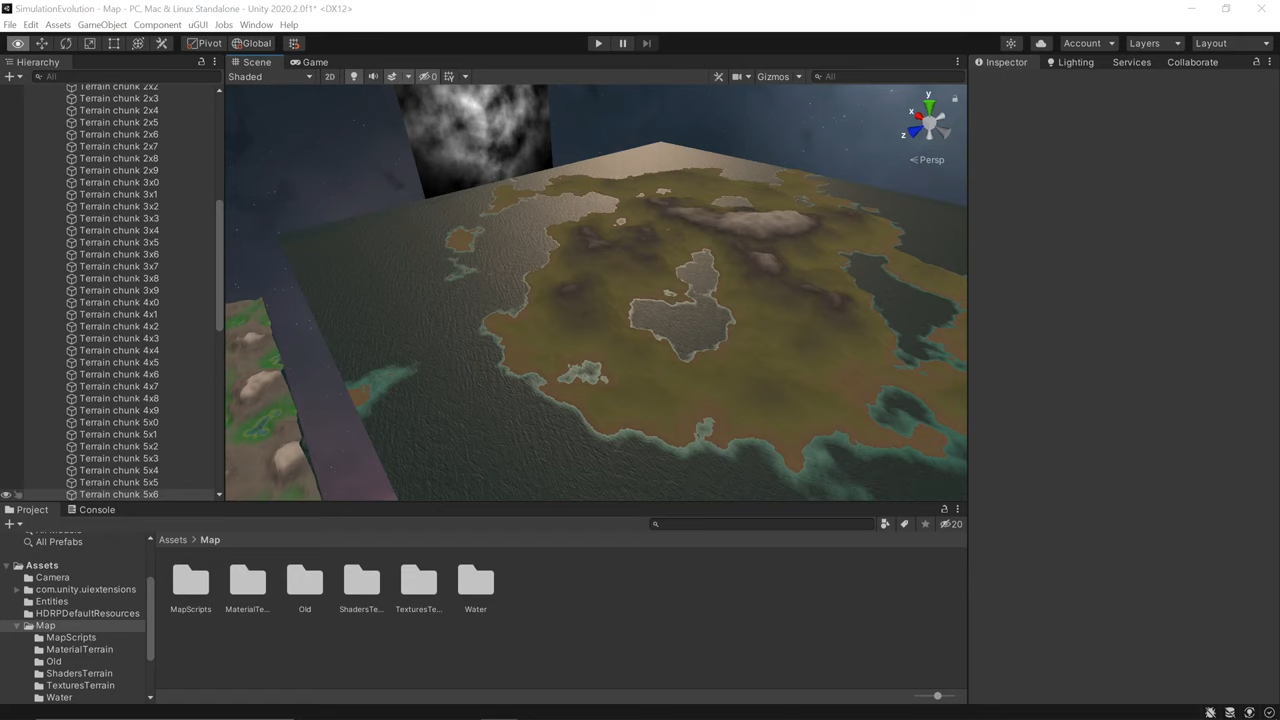 SimulationEvolution - Map - PC, Mac & Linux Standalone - Unity 2020.2.0f1* <DX12>
File Edit Assets GameObject Component uGUI Jobs Window Help
Pivot Global Account Layers Layout
Hierarchy Scene Game Inspector Lighting Services Collaborate
All Shaded 2D 0 Gizmos All
Terrain chunk 2x2
Terrain chunk 2x3
Terrain chunk 2x4
Terrain chunk 2x5
Terrain chunk 2x6
Terrain chunk 2x7
Terrain chunk 2x8
Terrain chunk 2x9
Terrain chunk 3x0
Terrain chunk 3x1
Terrain chunk 3x2
Terrain chunk 3x3
Terrain chunk 3x4
Terrain chunk 3x5
Terrain chunk 3x6
Terrain chunk 3x7
Terrain chunk 3x8
Terrain chunk 3x9
Terrain chunk 4x0
Terrain chunk 4x1
Terrain chunk 4x2
Terrain chunk 4x3
Terrain chunk 4x4
Terrain chunk 4x5
Terrain chunk 4x6
Terrain chunk 4x7
Terrain chunk 4x8
Terrain chunk 4x9
Terrain chunk 5x0
Terrain chunk 5x1
Terrain chunk 5x2
Terrain chunk 5x3
Terrain chunk 5x4
Terrain chunk 5x5
Terrain chunk 5x6
y
x
z
Persp
Project Console
20
All Prefabs
Assets
Camera
com.unity.uiextensions
Entities
HDRPDefaultResources
Map
MapScripts
MaterialTerrain
Old
ShadersTerrain
TexturesTerrain
Water
Assets > Map
MapScripts MaterialTe... Old ShadersTe... TexturesTe... Water